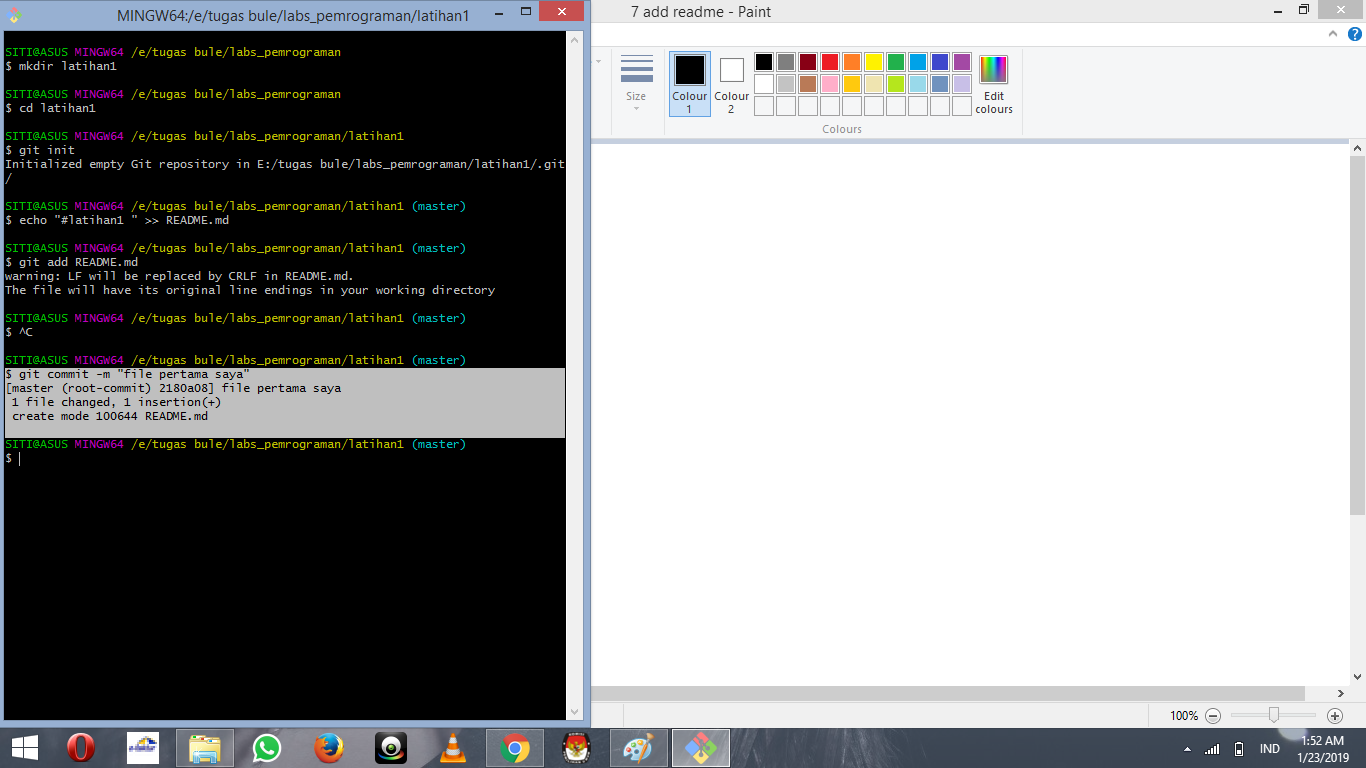 MINGW64:/e/tugas bule/labs_pemrograman/latihan1
SITI@ASUS MINGW64 /e/tugas bule/labs_pemrograman
$ mkdir latihan1
SITI@ASUS MINGW64 /e/tugas bule/labs_pemrograman
$ cd latihan1
SITI@ASUS MINGW64 /e/tugas bule/labs_pemrograman/latihan1
$ git init
Initialized empty Git repository in E:/tugas bule/labs_pemrograman/latihan1/.git
/
SITI@ASUS MINGW64 /e/tugas bule/labs_pemrograman/latihan1 (master)
$ echo "#latihan1 " >> README.md
SITI@ASUS MINGW64 /e/tugas bule/labs_pemrograman/latihan1 (master)
$ git add README.md
warning: LF will be replaced by CRLF in README.md.
The file will have its original line endings in your working directory
SITI@ASUS MINGW64 /e/tugas bule/labs_pemrograman/latihan1 (master)
$ ^C
SITI@ASUS MINGW64 /e/tugas bule/labs_pemrograman/latihan1 (master)
$ git commit -m "file pertama saya"
[master (root-commit) 2180a08] file pertama saya
1 file changed, 1 insertion(+)
create mode 100644 README.md
SITI@ASUS MINGW64 /e/tugas bule/labs_pemrograman/latihan1 (master)
$
7 add readme - Paint
Size
Colour
1
Colour
2
Edit
colours
Colours
100%
IND
1:52 AM
1/23/2019